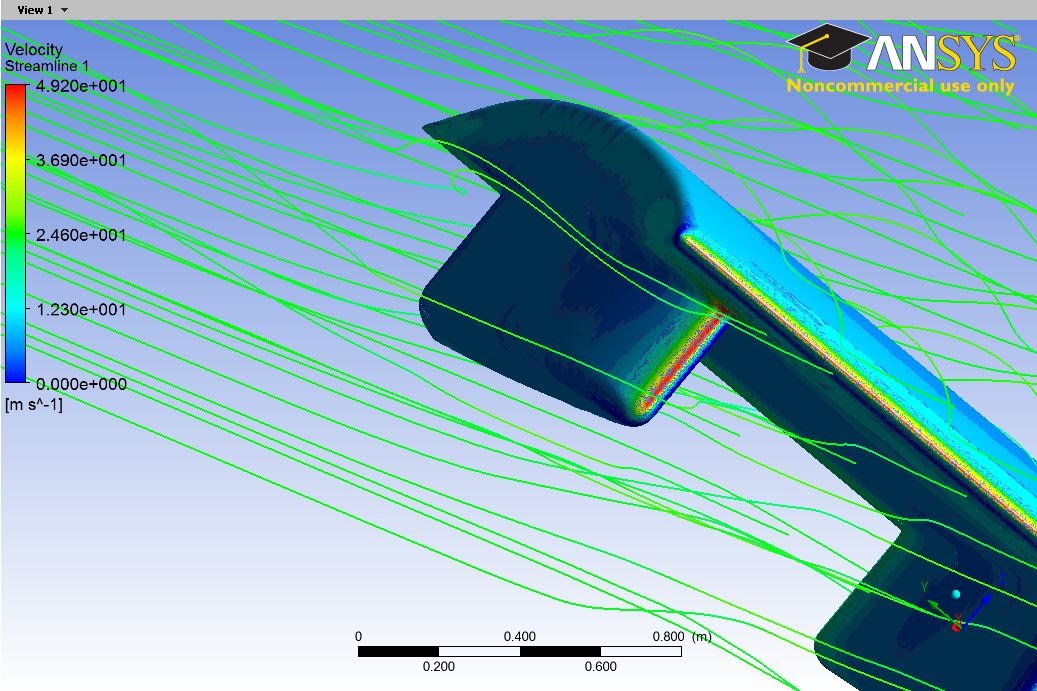 View 1
Velocity
Streamline 1
4.920e+001
3.690e+001
2.460e+001
1.230e+001
0.000e+000
[m s^-1]
ANSYS®
Noncommercial use only
Y
Z
X
0 0.400 0.800 (m)
0.200 0.600